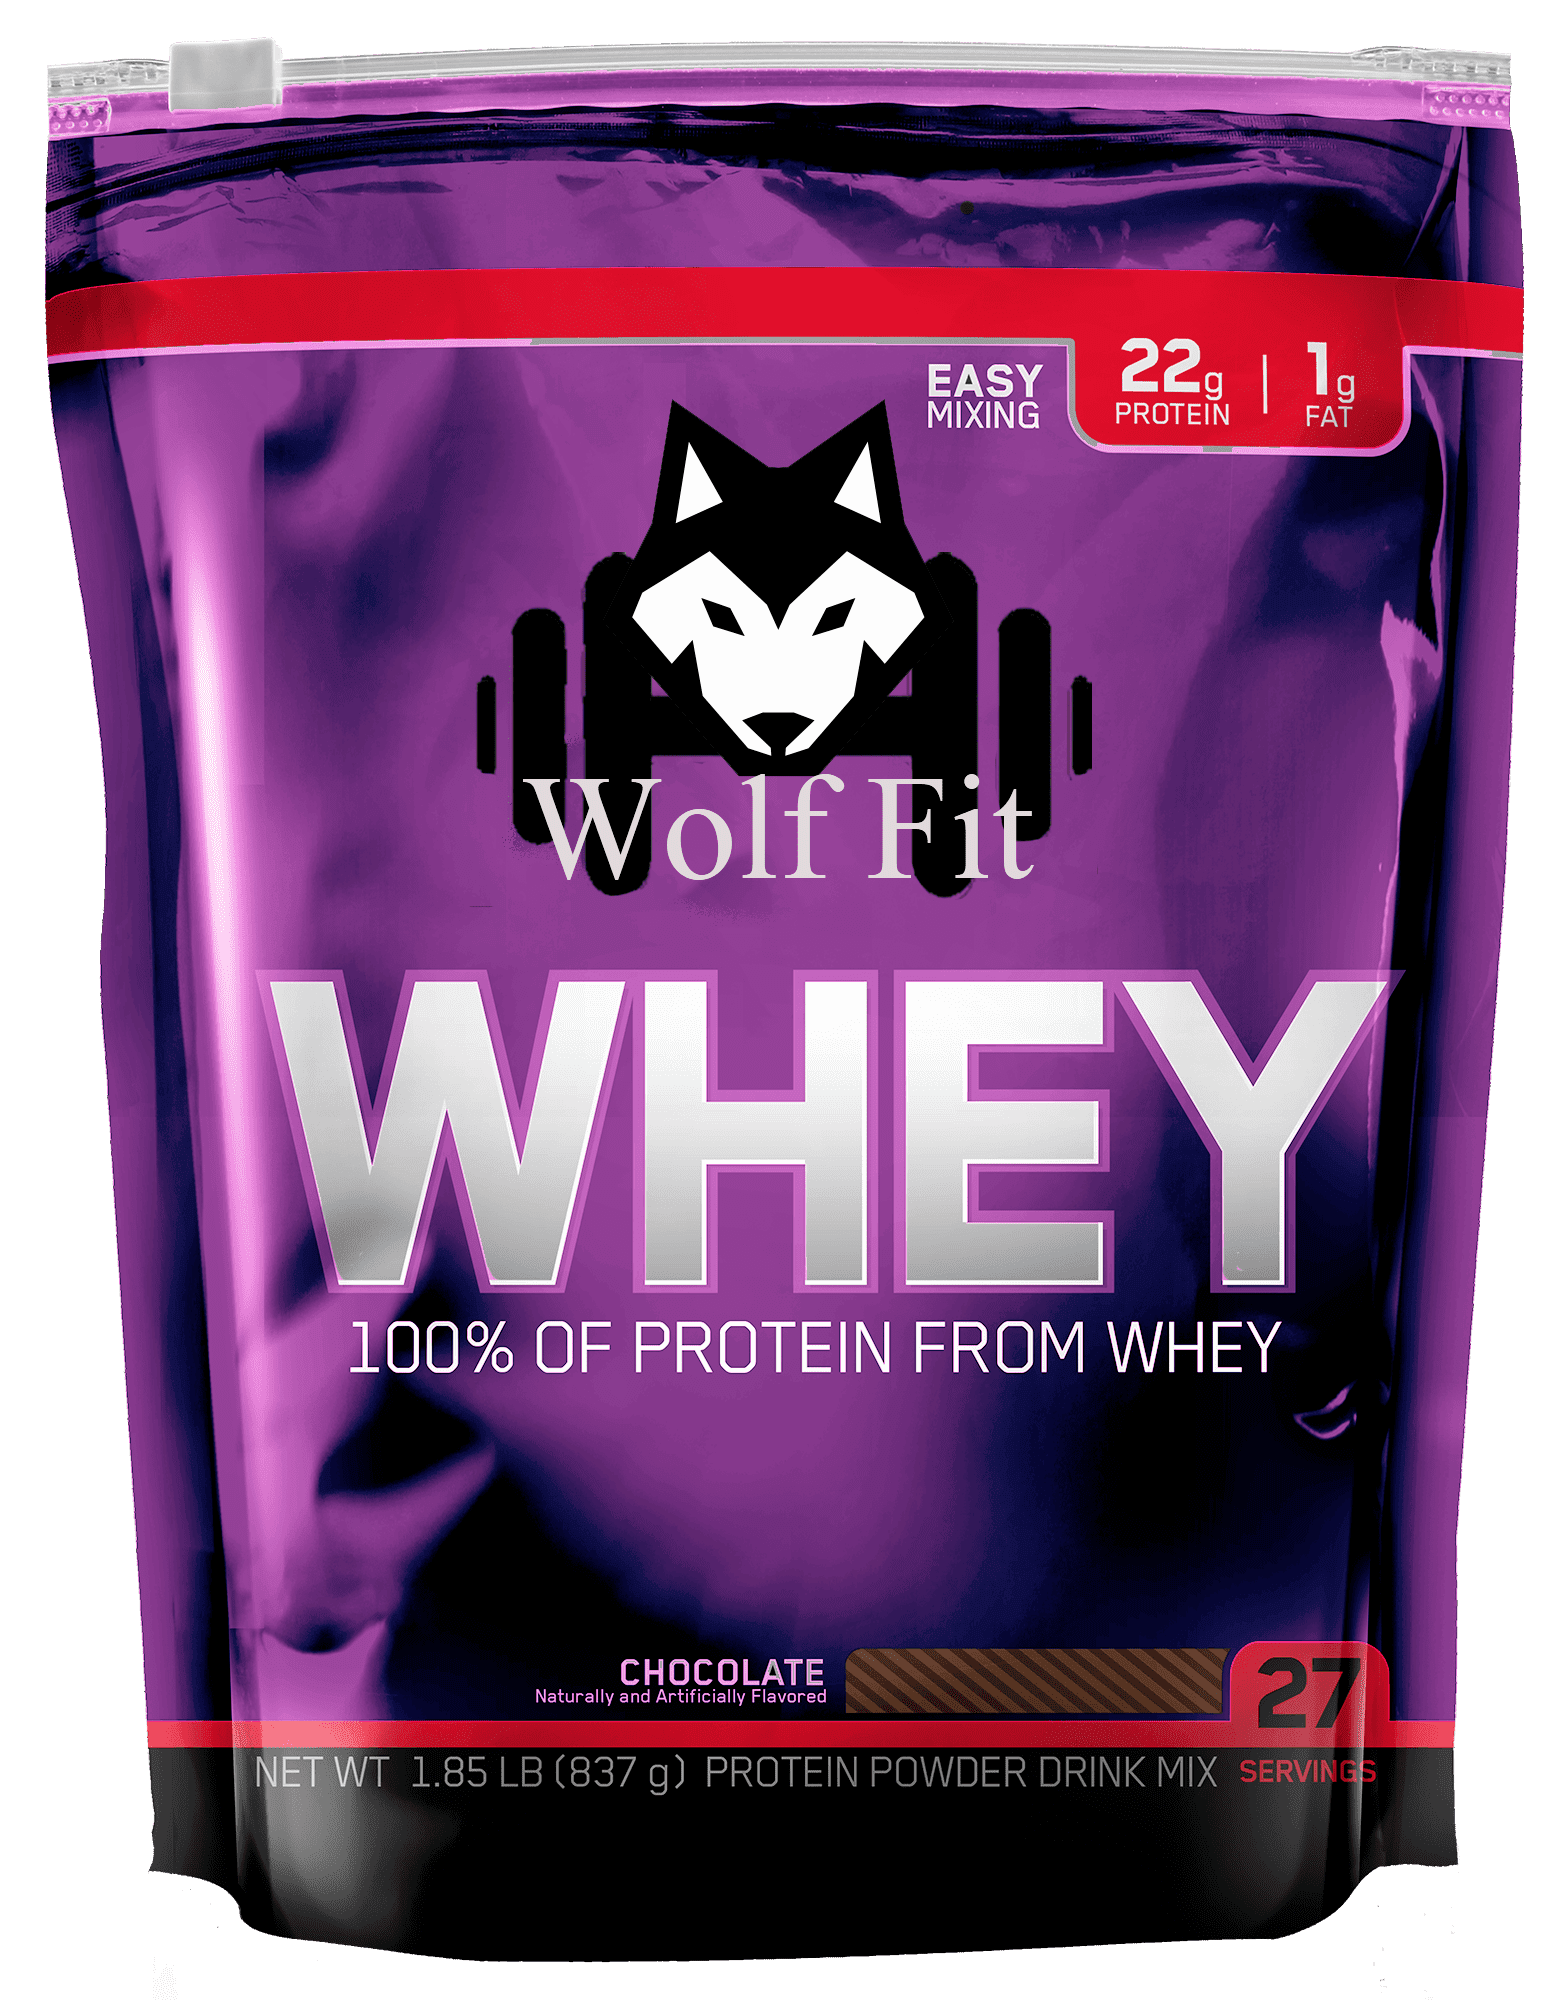 EASY
MIXING
22g
PROTEIN
1g
FAT
Wolf Fit
WHEY
100% OF PROTEIN FROM WHEY
CHOCOLATE
Naturally and Artificially Flavored
27
SERVINGS
NET WT 1.85 LB (837 g) PROTEIN POWDER DRINK MIX